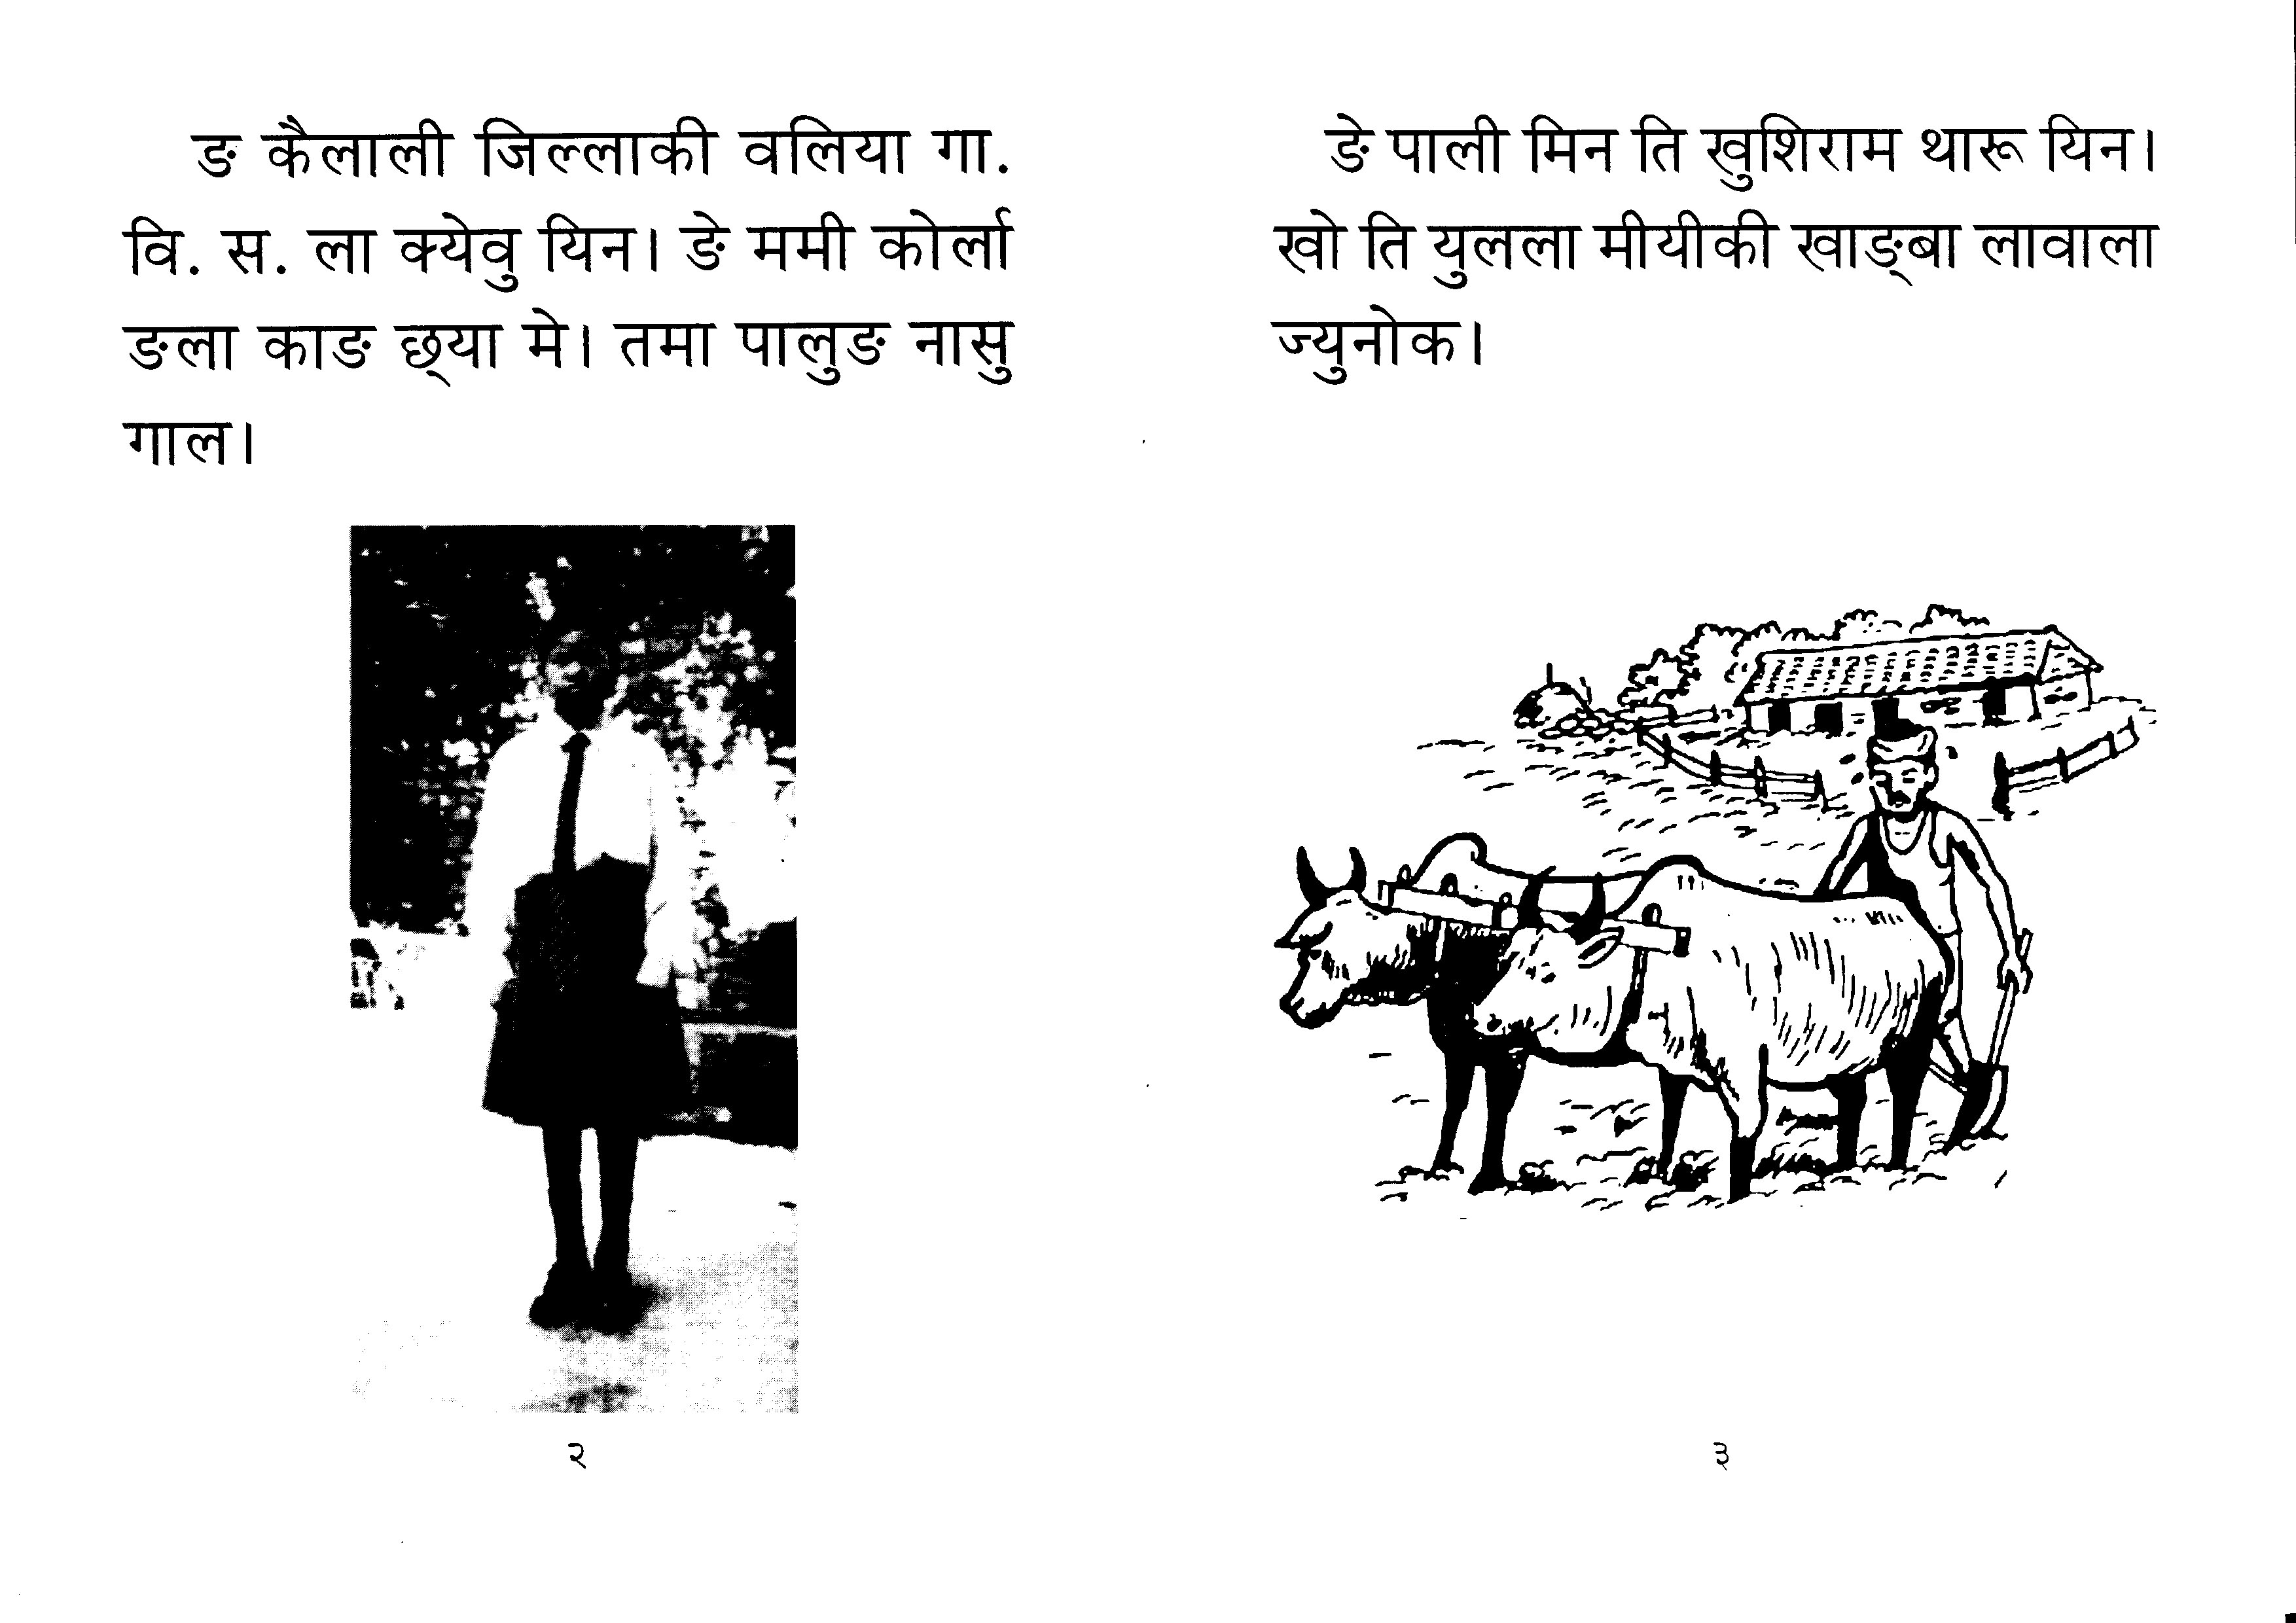 ङ कैलाली जिल्लाकी वलिया गा.
वि. स. ला क्येवु यिन। ङे ममी कोर्ला
ङला काङ छ्‌या मे। तमा पालुङ नासु
गाल।
२
ङे पाली मिन ति खुशिराम थारू यिन।
खो ति युलला मीयीकी खाङ्‌बा लावाला
ज्युनोक।
३